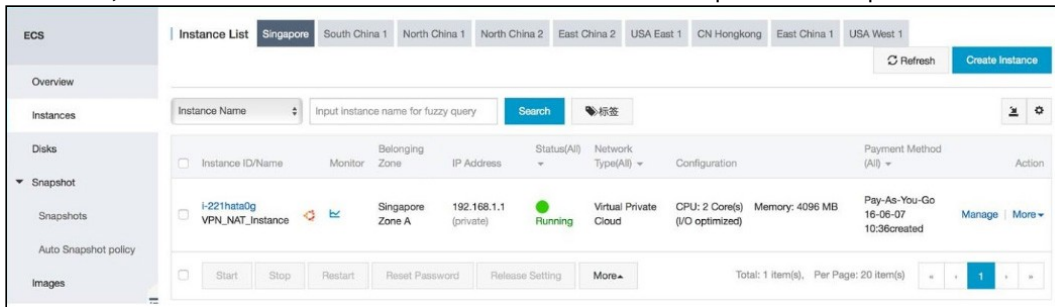 ECS
Instance List Singapore South China 1 North China 1 North China 2 East China 2 USA East 1 CN Hongkong East China 1 USA West 1
Refresh Create Instance
Overview
Instances
Instance Name Input instance name for fuzzy query Search 标签
Disks
Snapshot
Snapshots
Auto Snapshot policy
Images
Instance ID/Name Monitor Belonging Zone IP Address Status(All) Network Type(All) Configuration Payment Method (All) Action
i-221hata0g
VPN_NAT_Instance
Singapore
Zone A
192.168.1.1
(private)
Running
Virtual Private
Cloud
CPU: 2 Core(s) Memory: 4096 MB
(I/O optimized)
Pay-As-You-Go
16-06-07
10:36created
Manage More
Start Stop Restart Reset Password Release Setting More Total: 1 item(s), Per Page: 20 item(s) « ‹ 1 › »